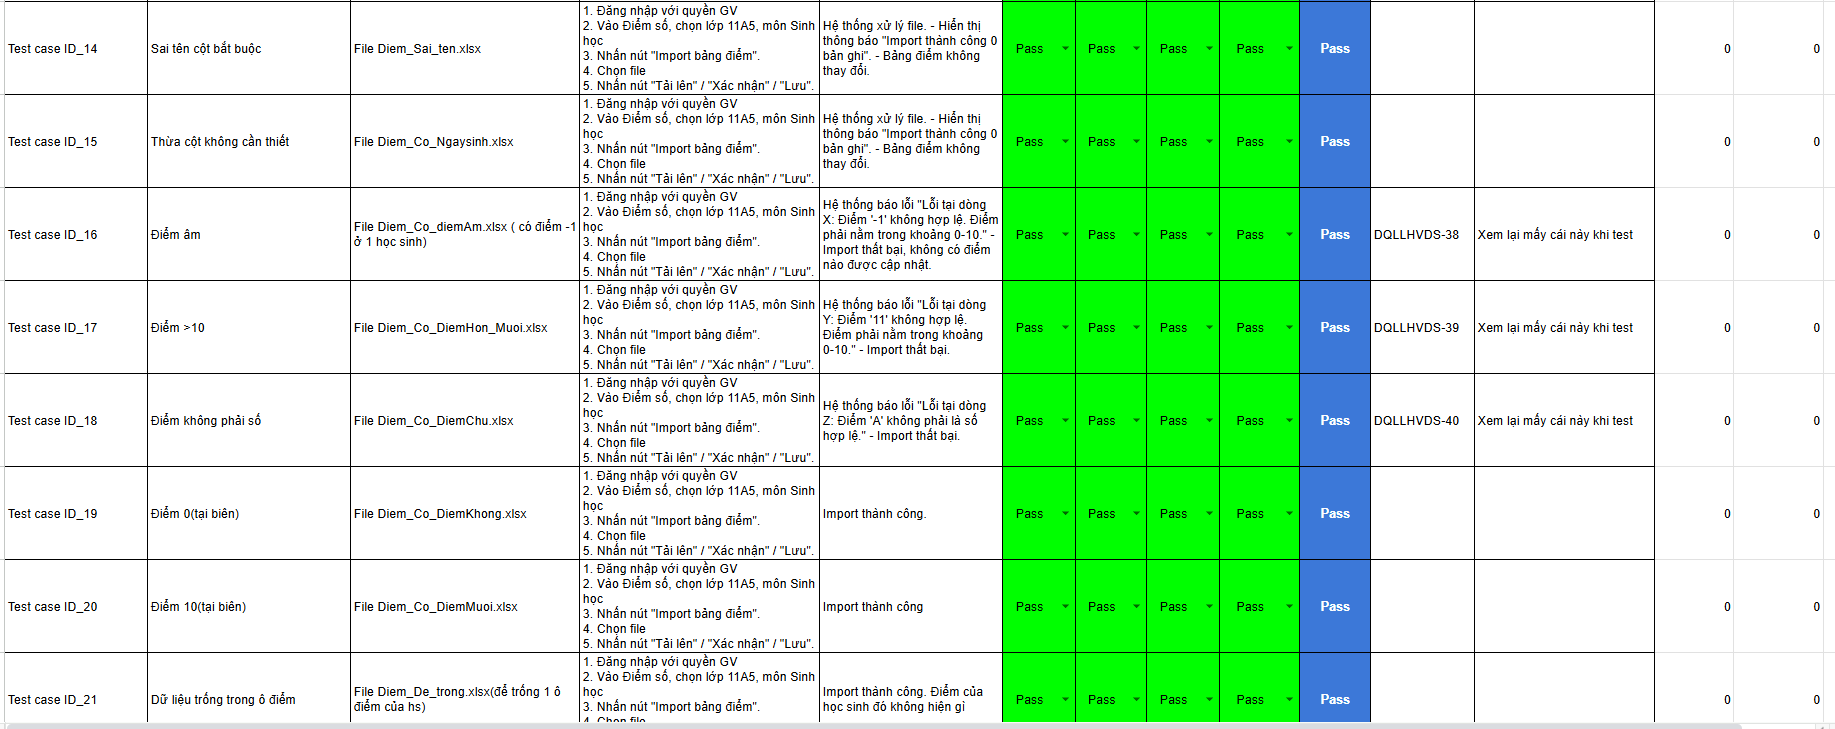 Test case ID_14
Sai tên cột bắt buộc
File Diem_Sai_ten.xlsx
1. Đăng nhập với quyền GV
2. Vào Điểm số, chọn lớp 11A5, môn Sinh
học
3. Nhấn nút "Import bảng điểm".
4. Chọn file
5. Nhấn nút "Tải lên" / "Xác nhận" / "Lưu".
Hệ thống xử lý file. - Hiển thị
thông báo "Import thành công 0
bản ghi". - Bảng điểm không
thay đổi.
Pass
Pass
Pass
Pass
Pass
0
0
Test case ID_15
Thừa cột không cần thiết
File Diem_Co_Ngaysinh.xlsx
1. Đăng nhập với quyền GV
2. Vào Điểm số, chọn lớp 11A5, môn Sinh
học
3. Nhấn nút "Import bảng điểm".
4. Chọn file
5. Nhấn nút "Tải lên" / "Xác nhận" / "Lưu".
Hệ thống xử lý file. - Hiển thị
thông báo "Import thành công 0
bản ghi". - Bảng điểm không
thay đổi.
Pass
Pass
Pass
Pass
Pass
0
0
Test case ID_16
Điểm âm
File Diem_Co_diemAm.xlsx ( có điểm -1
ở 1 học sinh)
1. Đăng nhập với quyền GV
2. Vào Điểm số, chọn lớp 11A5, môn Sinh
học
3. Nhấn nút "Import bảng điểm".
4. Chọn file
5. Nhấn nút "Tải lên" / "Xác nhận" / "Lưu".
Hệ thống báo lỗi "Lỗi tại dòng
X: Điểm '-1' không hợp lệ. Điểm
phải nằm trong khoảng 0-10." -
Import thất bại, không có điểm
nào được cập nhật.
Pass
Pass
Pass
Pass
Pass
DQLLHVDS-38
Xem lại mấy cái này khi test
0
0
Test case ID_17
Điểm >10
File Diem_Co_DiemHon_Muoi.xlsx
1. Đăng nhập với quyền GV
2. Vào Điểm số, chọn lớp 11A5, môn Sinh
học
3. Nhấn nút "Import bảng điểm".
4. Chọn file
5. Nhấn nút "Tải lên" / "Xác nhận" / "Lưu".
Hệ thống báo lỗi "Lỗi tại dòng
Y: Điểm '11' không hợp lệ.
Điểm phải nằm trong khoảng
0-10." - Import thất bại.
Pass
Pass
Pass
Pass
Pass
DQLLHVDS-39
Xem lại mấy cái này khi test
0
0
Test case ID_18
Điểm không phải số
File Diem_Co_DiemChu.xlsx
1. Đăng nhập với quyền GV
2. Vào Điểm số, chọn lớp 11A5, môn Sinh
học
3. Nhấn nút "Import bảng điểm".
4. Chọn file
5. Nhấn nút "Tải lên" / "Xác nhận" / "Lưu".
Hệ thống báo lỗi "Lỗi tại dòng
Z: Điểm 'A' không phải là số
hợp lệ." - Import thất bại.
Pass
Pass
Pass
Pass
Pass
DQLLHVDS-40
Xem lại mấy cái này khi test
0
0
Test case ID_19
Điểm 0(tại biên)
File Diem_Co_DiemKhong.xlsx
1. Đăng nhập với quyền GV
2. Vào Điểm số, chọn lớp 11A5, môn Sinh
học
3. Nhấn nút "Import bảng điểm".
4. Chọn file
5. Nhấn nút "Tải lên" / "Xác nhận" / "Lưu".
Import thành công.
Pass
Pass
Pass
Pass
Pass
0
0
Test case ID_20
Điểm 10(tại biên)
File Diem_Co_DiemMuoi.xlsx
1. Đăng nhập với quyền GV
2. Vào Điểm số, chọn lớp 11A5, môn Sinh
học
3. Nhấn nút "Import bảng điểm".
4. Chọn file
5. Nhấn nút "Tải lên" / "Xác nhận" / "Lưu".
Import thành công
Pass
Pass
Pass
Pass
Pass
0
0
Test case ID_21
Dữ liệu trống trong ô điểm
File Diem_De_trong.xlsx(để trống 1 ô
điểm của hs)
1. Đăng nhập với quyền GV
2. Vào Điểm số, chọn lớp 11A5, môn Sinh
học
3. Nhấn nút "Import bảng điểm".
4. Chọn file
Import thành công. Điểm của
học sinh đó không hiện gì
Pass
Pass
Pass
Pass
Pass
0
0